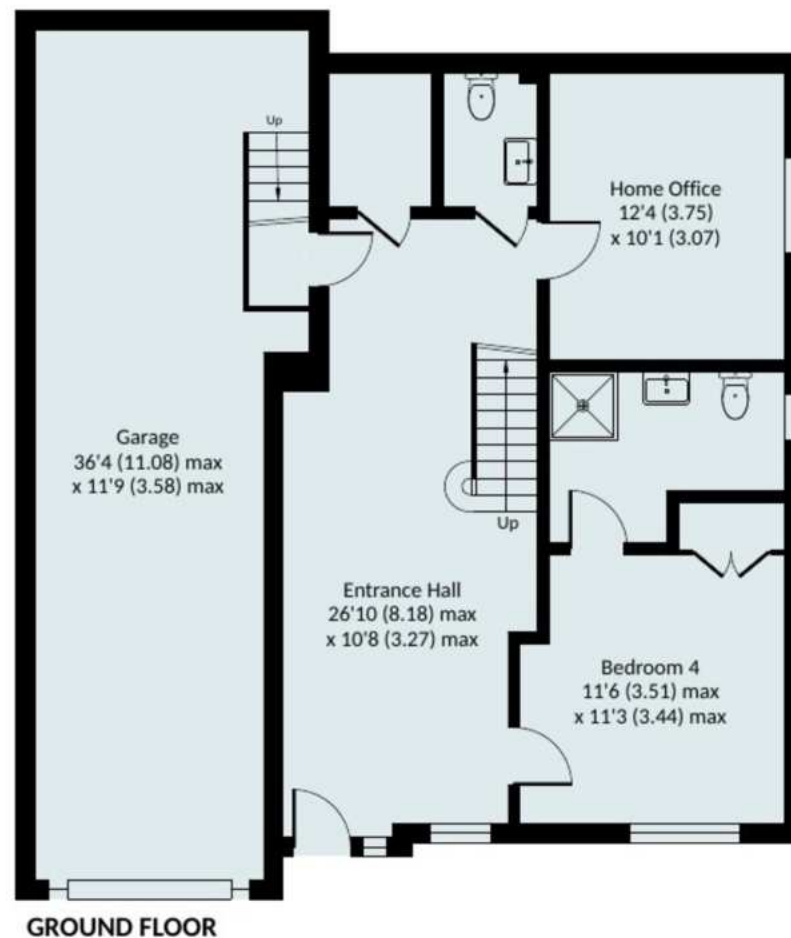 Up
Home Office
12'4 (3.75)
x 10'1 (3.07)
Garage
36'4 (11.08) max
x 11'9 (3.58) max
Up
Entrance Hall
26'10 (8.18) max
x 10'8 (3.27) max
Bedroom 4
11'6 (3.51) max
x 11'3 (3.44) max
GROUND FLOOR